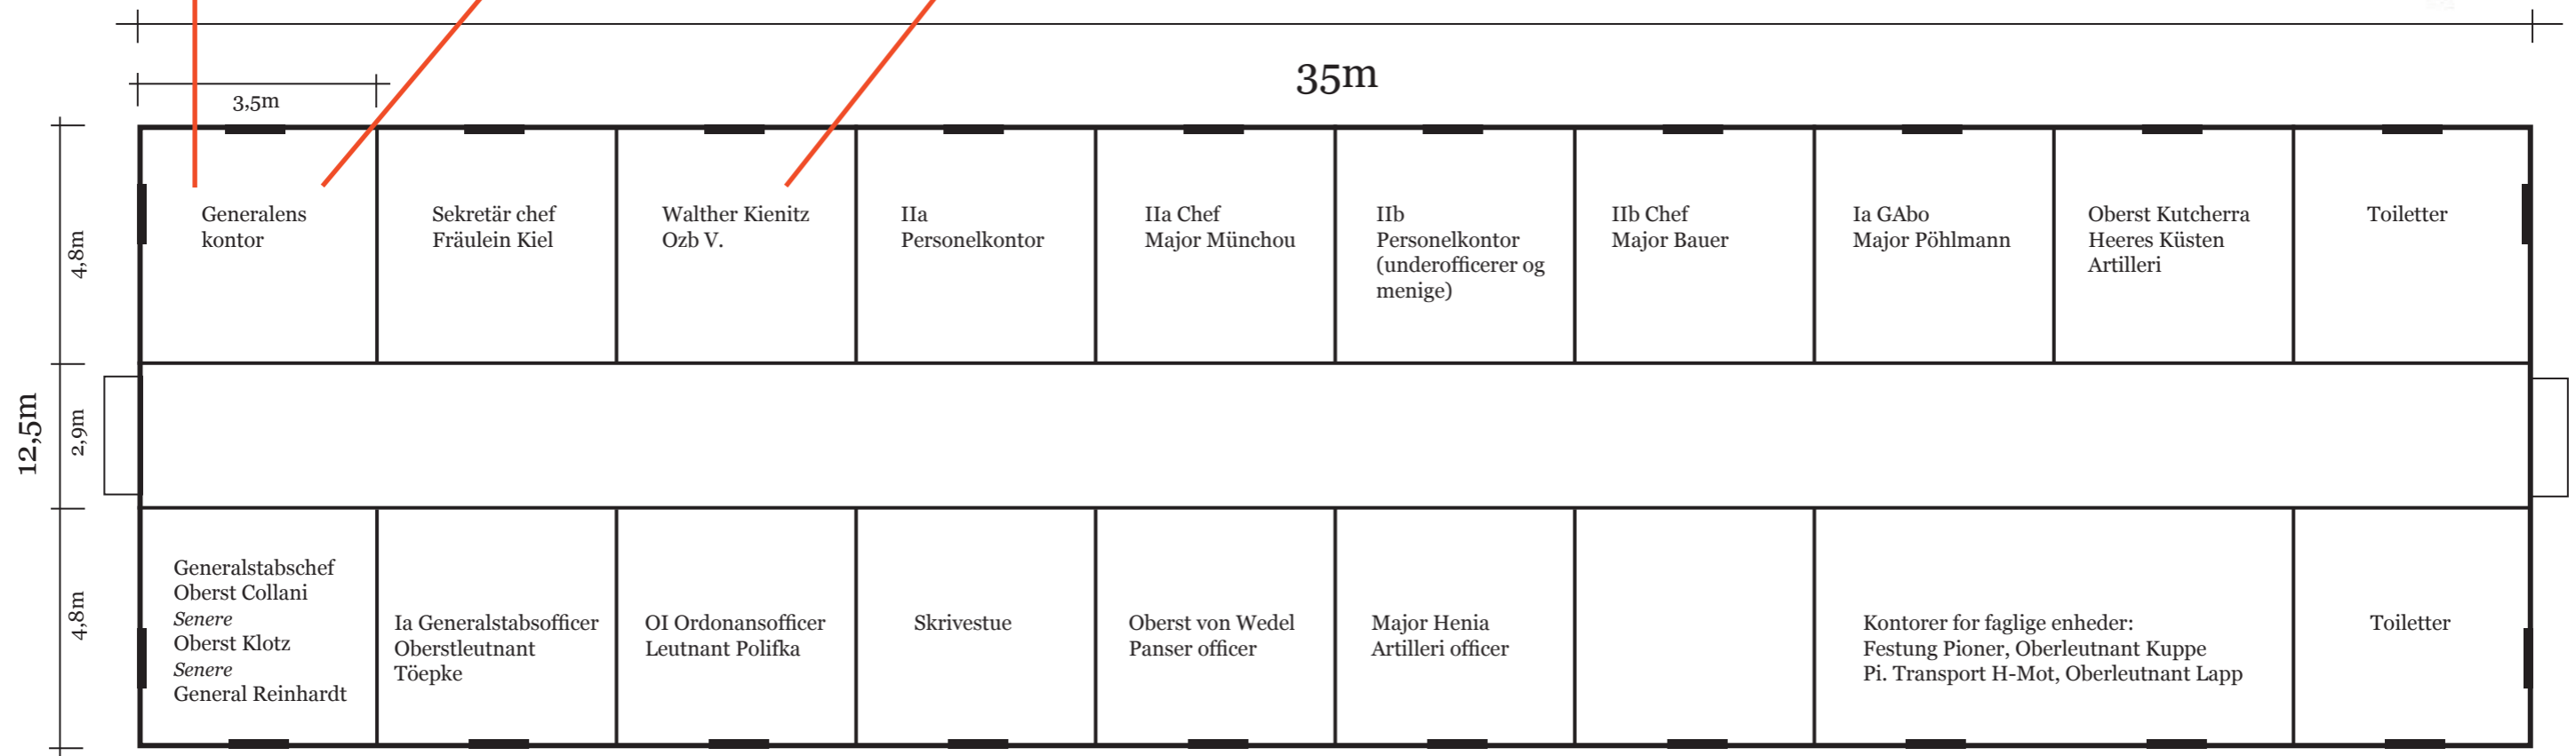 35m
3,5m
12,5m
4,8m
2,9m
4,8m
Generalens
kontor
Sekretär chef
Fräulein Kiel
Walther Kienitz
Ozb V.
IIa
Personelkontor
IIa Chef
Major Münchou
IIb
Personelkontor
(underofficerer og
menige)
IIb Chef
Major Bauer
Ia GAbo
Major Pöhlmann
Oberst Kutcherra
Heeres Küsten
Artilleri
Toiletter
Generalstabschef
Oberst Collani
Senere
Oberst Klotz
Senere
General Reinhardt
Ia Generalstabsofficer
Oberstleutnant
Töepke
OI Ordonansofficer
Leutnant Polifka
Skrivestue
Oberst von Wedel
Panser officer
Major Henia
Artilleri officer
Kontorer for faglige enheder:
Festung Pioner, Oberleutnant Kuppe
Pi. Transport H-Mot, Oberleutnant Lapp
Toiletter